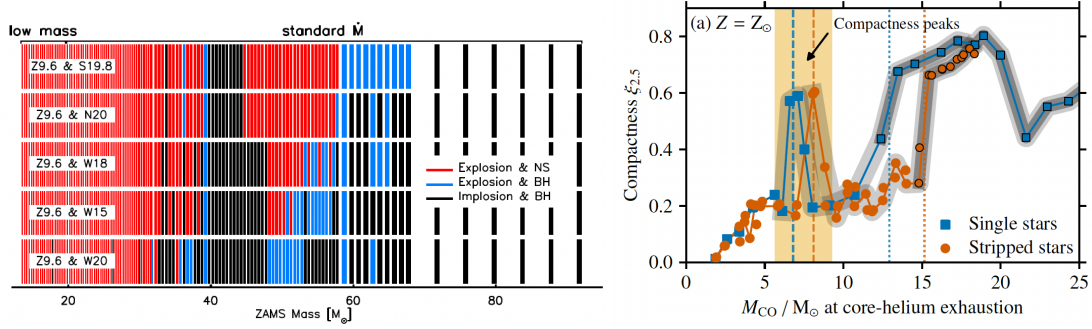 low mass
standard Ṁ
Z9.6 & S19.8
Z9.6 & N20
Z9.6 & W18
Z9.6 & W15
Z9.6 & W20
Explosion & NS
Explosion & BH
Implosion & BH
20 40 60 80
ZAMS Mass [M⊙]
(a) Z = Z⊙
Compactness peaks
Compactness ξ2.5
0.8
0.6
0.4
0.2
0.0
Single stars
Stripped stars
0 5 10 15 20 25
MCO / M⊙ at core-helium exhaustion